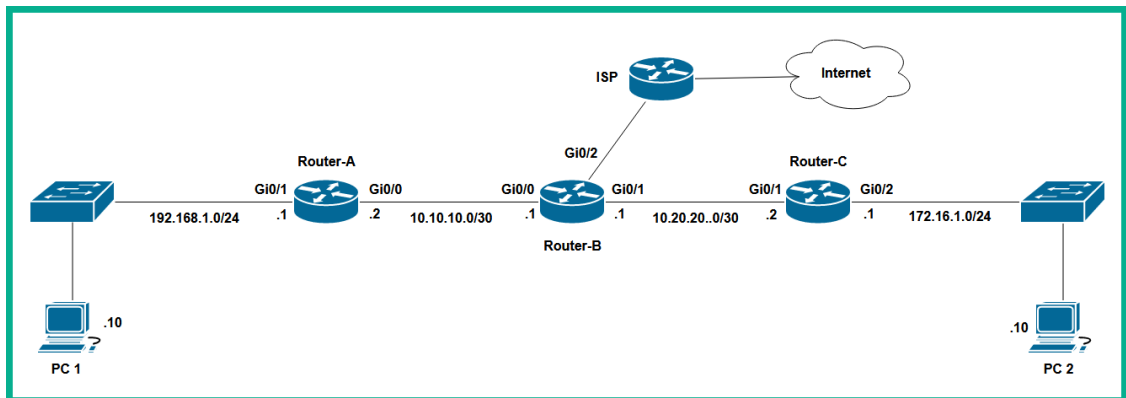 ISP
Internet
Gi0/2
Router-A
Router-C
Gi0/1
Gi0/0
Gi0/0
Gi0/1
Gi0/1
Gi0/2
192.168.1.0/24
.1
.2
10.10.10.0/30
.1
.1
10.20.20..0/30
.2
.1
172.16.1.0/24
Router-B
.10
.10
PC 1
PC 2